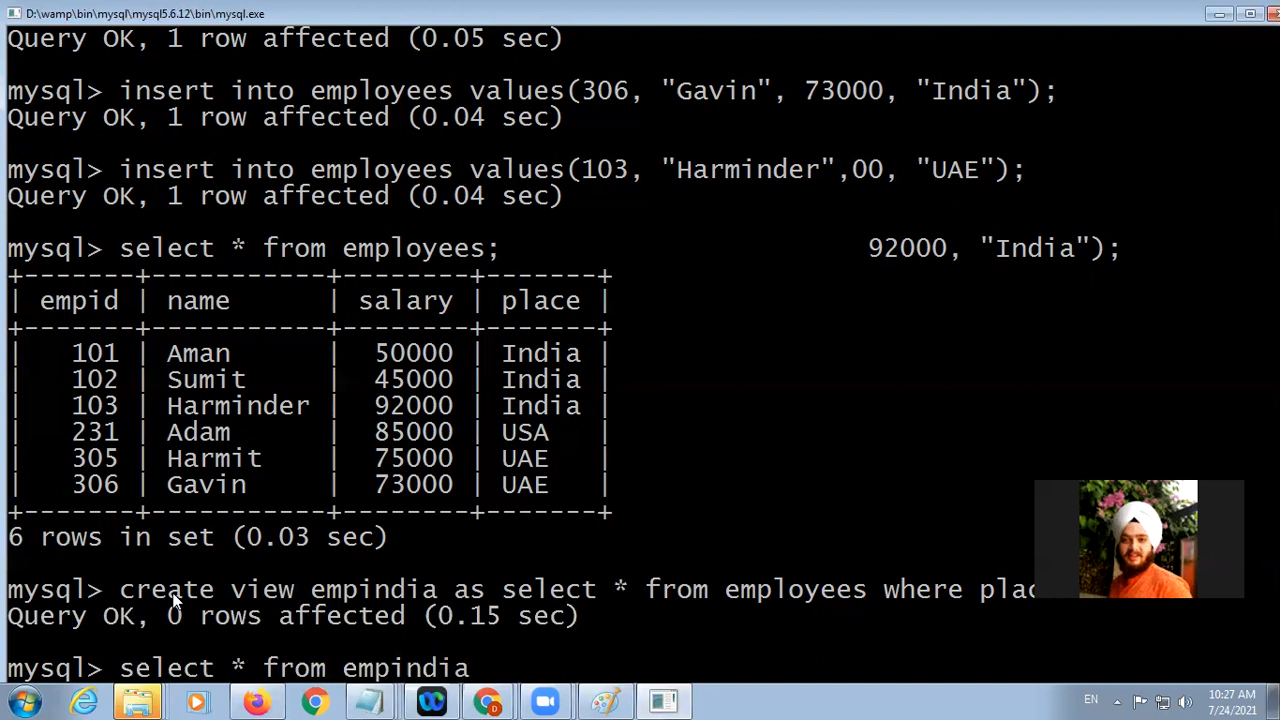 D:\wamp\bin\mysql\mysql5.6.12\bin\mysql.exe
Query OK, 1 row affected (0.05 sec)
mysql> insert into employees values(306, "Gavin", 73000, "India");
Query OK, 1 row affected (0.04 sec)
mysql> insert into employees values(103, "Harminder",00, "UAE");
Query OK, 1 row affected (0.04 sec)
mysql> select * from employees; 92000, "India");
+-------+-----------+--------+-------+
| empid | name | salary | place |
+-------+-----------+--------+-------+
| 101 | Aman | 50000 | India |
| 102 | Sumit | 45000 | India |
| 103 | Harminder | 92000 | India |
| 231 | Adam | 85000 | USA |
| 305 | Harmit | 75000 | UAE |
| 306 | Gavin | 73000 | UAE |
+-------+-----------+--------+-------+
6 rows in set (0.03 sec)
mysql> create view empindia as select * from employees where plac
Query OK, 0 rows affected (0.15 sec)
mysql> select * from empindia
EN
10:27 AM
7/24/2021